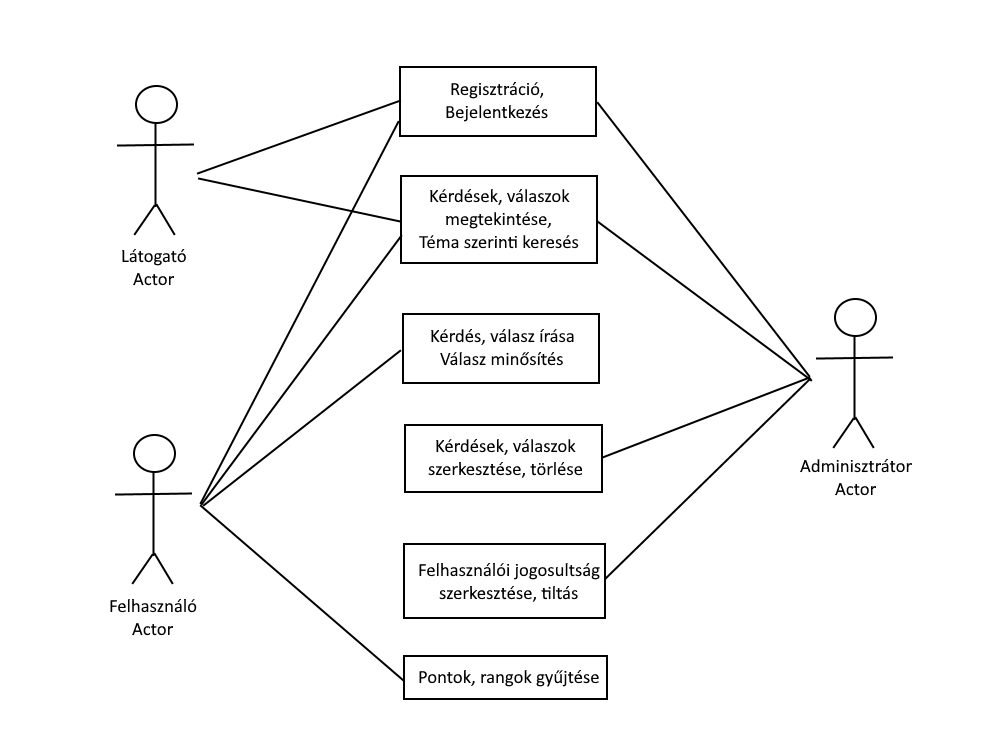 Regisztráció,
Bejelentkezés
Kérdések, válaszok
megtekintése,
Téma szerinti keresés
Látogató
Actor
Kérdés, válasz írása
Válasz minősítés
Kérdések, válaszok
szerkesztése, törlése
Adminisztrátor
Actor
Felhasználói jogosultság
szerkesztése, tiltás
Felhasználó
Actor
Pontok, rangok gyűjtése